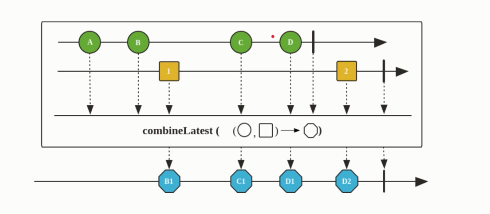 A B C D
1 2
combineLatest ( ( , ) )
B1 C1 D1 D2